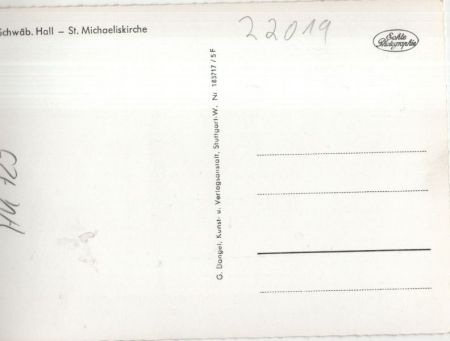 Schwäb. Hall – St. Michaeliskirche
22019
Echte
Photographie
G. Dangel, Kunst- u. Verlagsanstalt, Stuttgart-W, Nr. 183717/5 F